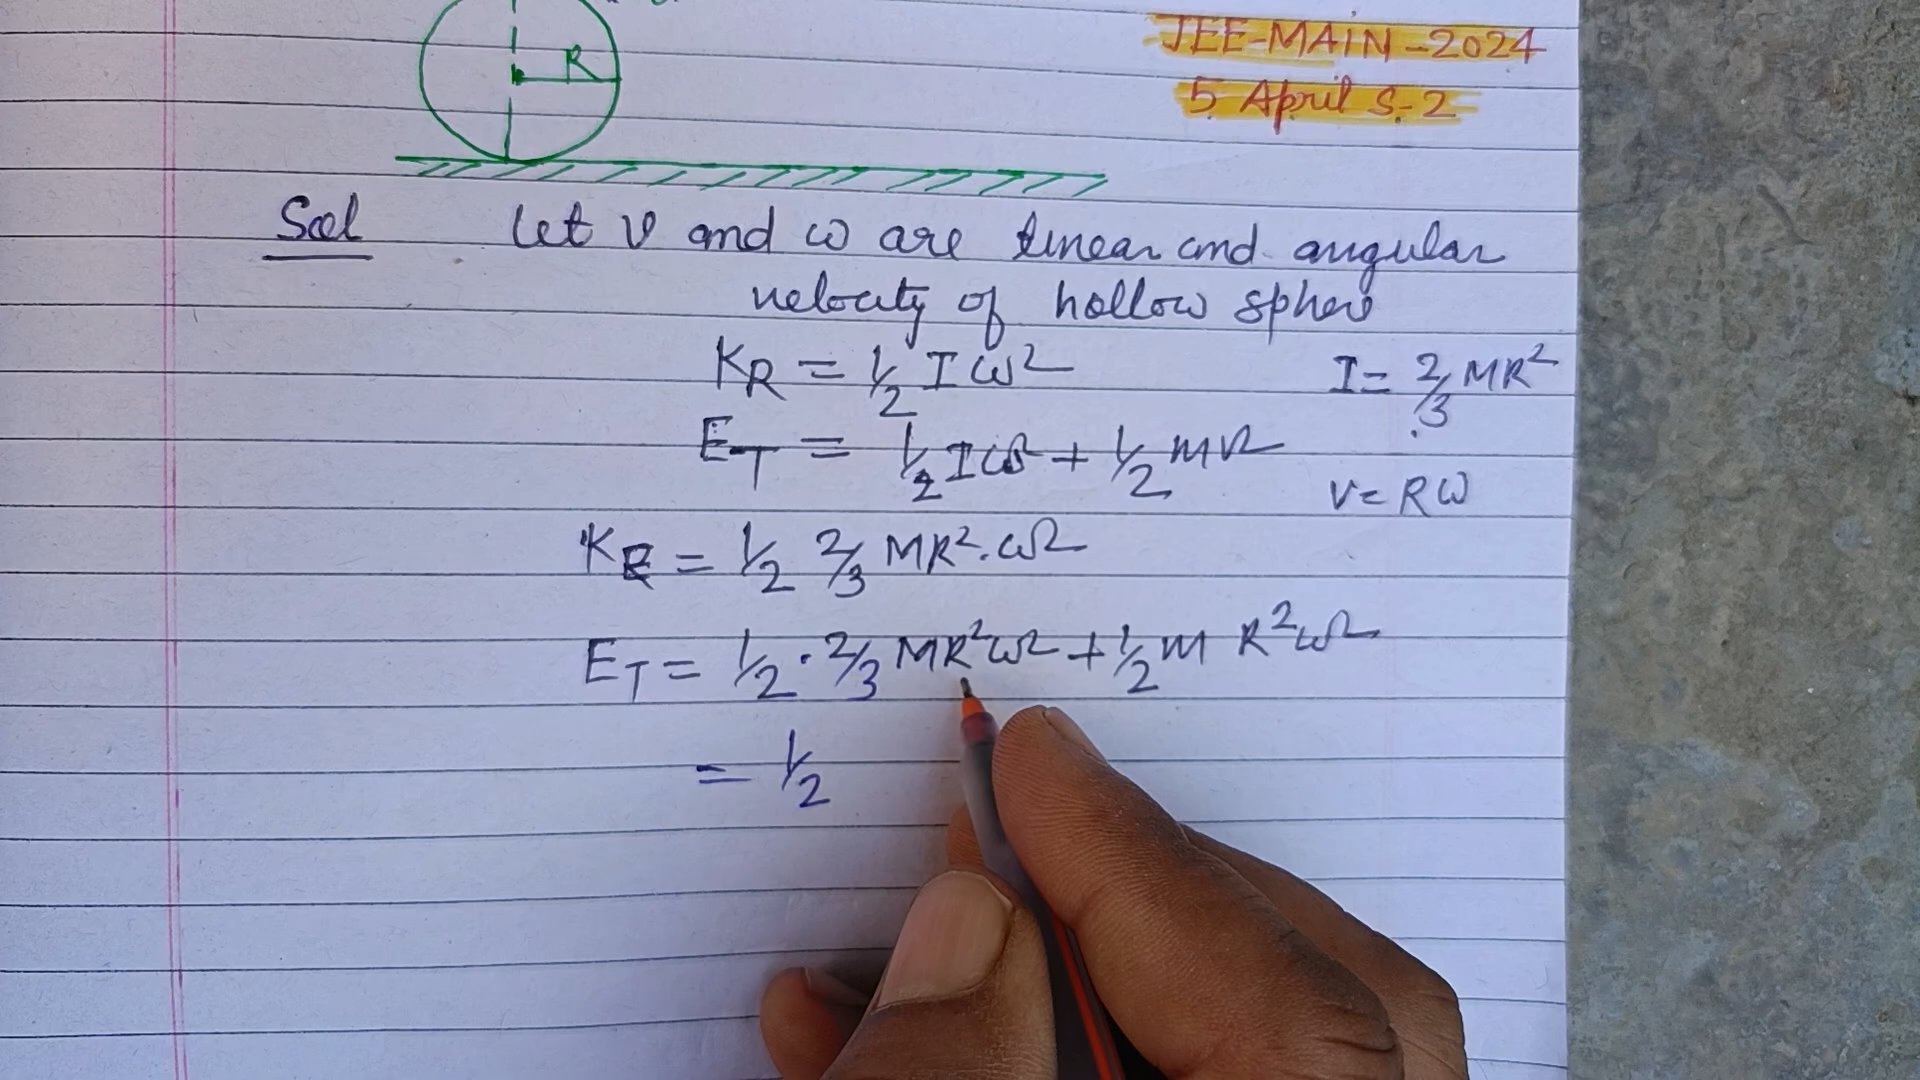 R
JEE-MAIN-2024
5 April S-2
Sol Let V and ω are linear and angular
velocity of hollow sphere
KR = 1/2 I ω²
I = 2/3 MR²
ET = 1/2 Iω² + 1/2 mv²
V = Rω
KR = 1/2 2/3 MR².ω²
ET = 1/2 · 2/3 MR²ω² + 1/2 m R²ω²
= 1/2